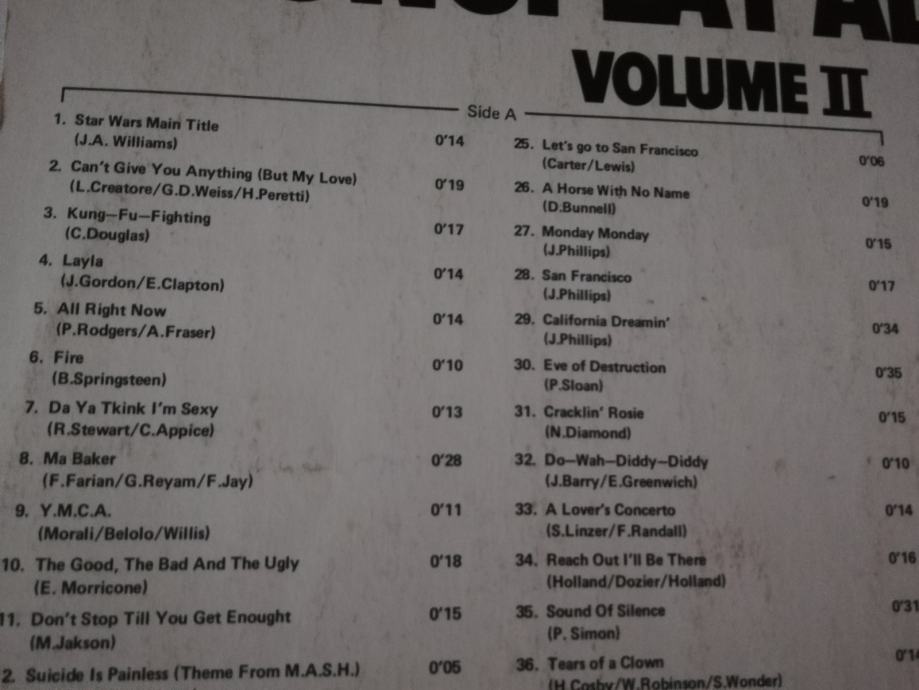 VOLUME II
Side A
1. Star Wars Main Title 0'14
(J.A. Williams)
2. Can't Give You Anything (But My Love) 0'19
(L.Creatore/G.D.Weiss/H.Peretti)
3. Kung–Fu–Fighting 0'17
(C.Douglas)
4. Layla 0'14
(J.Gordon/E.Clapton)
5. All Right Now 0'14
(P.Rodgers/A.Fraser)
6. Fire 0'10
(B.Springsteen)
7. Da Ya Tkink I'm Sexy 0'13
(R.Stewart/C.Appice)
8. Ma Baker 0'28
(F.Farian/G.Reyam/F.Jay)
9. Y.M.C.A. 0'11
(Morali/Belolo/Willis)
10. The Good, The Bad And The Ugly 0'18
(E. Morricone)
11. Don't Stop Till You Get Enought 0'15
(M.Jakson)
2. Suicide Is Painless (Theme From M.A.S.H.) 0'05
25. Let's go to San Francisco 0'06
(Carter/Lewis)
26. A Horse With No Name 0'19
(D.Bunnell)
27. Monday Monday 0'15
(J.Phillips)
28. San Francisco 0'17
(J.Phillips)
29. California Dreamin' 0'34
(J.Phillips)
30. Eve of Destruction 0'35
(P.Sloan)
31. Cracklin' Rosie 0'15
(N.Diamond)
32. Do–Wah–Diddy–Diddy 0'10
(J.Barry/E.Greenwich)
33. A Lover's Concerto 0'14
(S.Linzer/F.Randall)
34. Reach Out I'll Be There 0'16
(Holland/Dozier/Holland)
35. Sound Of Silence 0'31
(P. Simon)
36. Tears of a Clown
(H.Cosby/W.Robinson/S.Wonder)